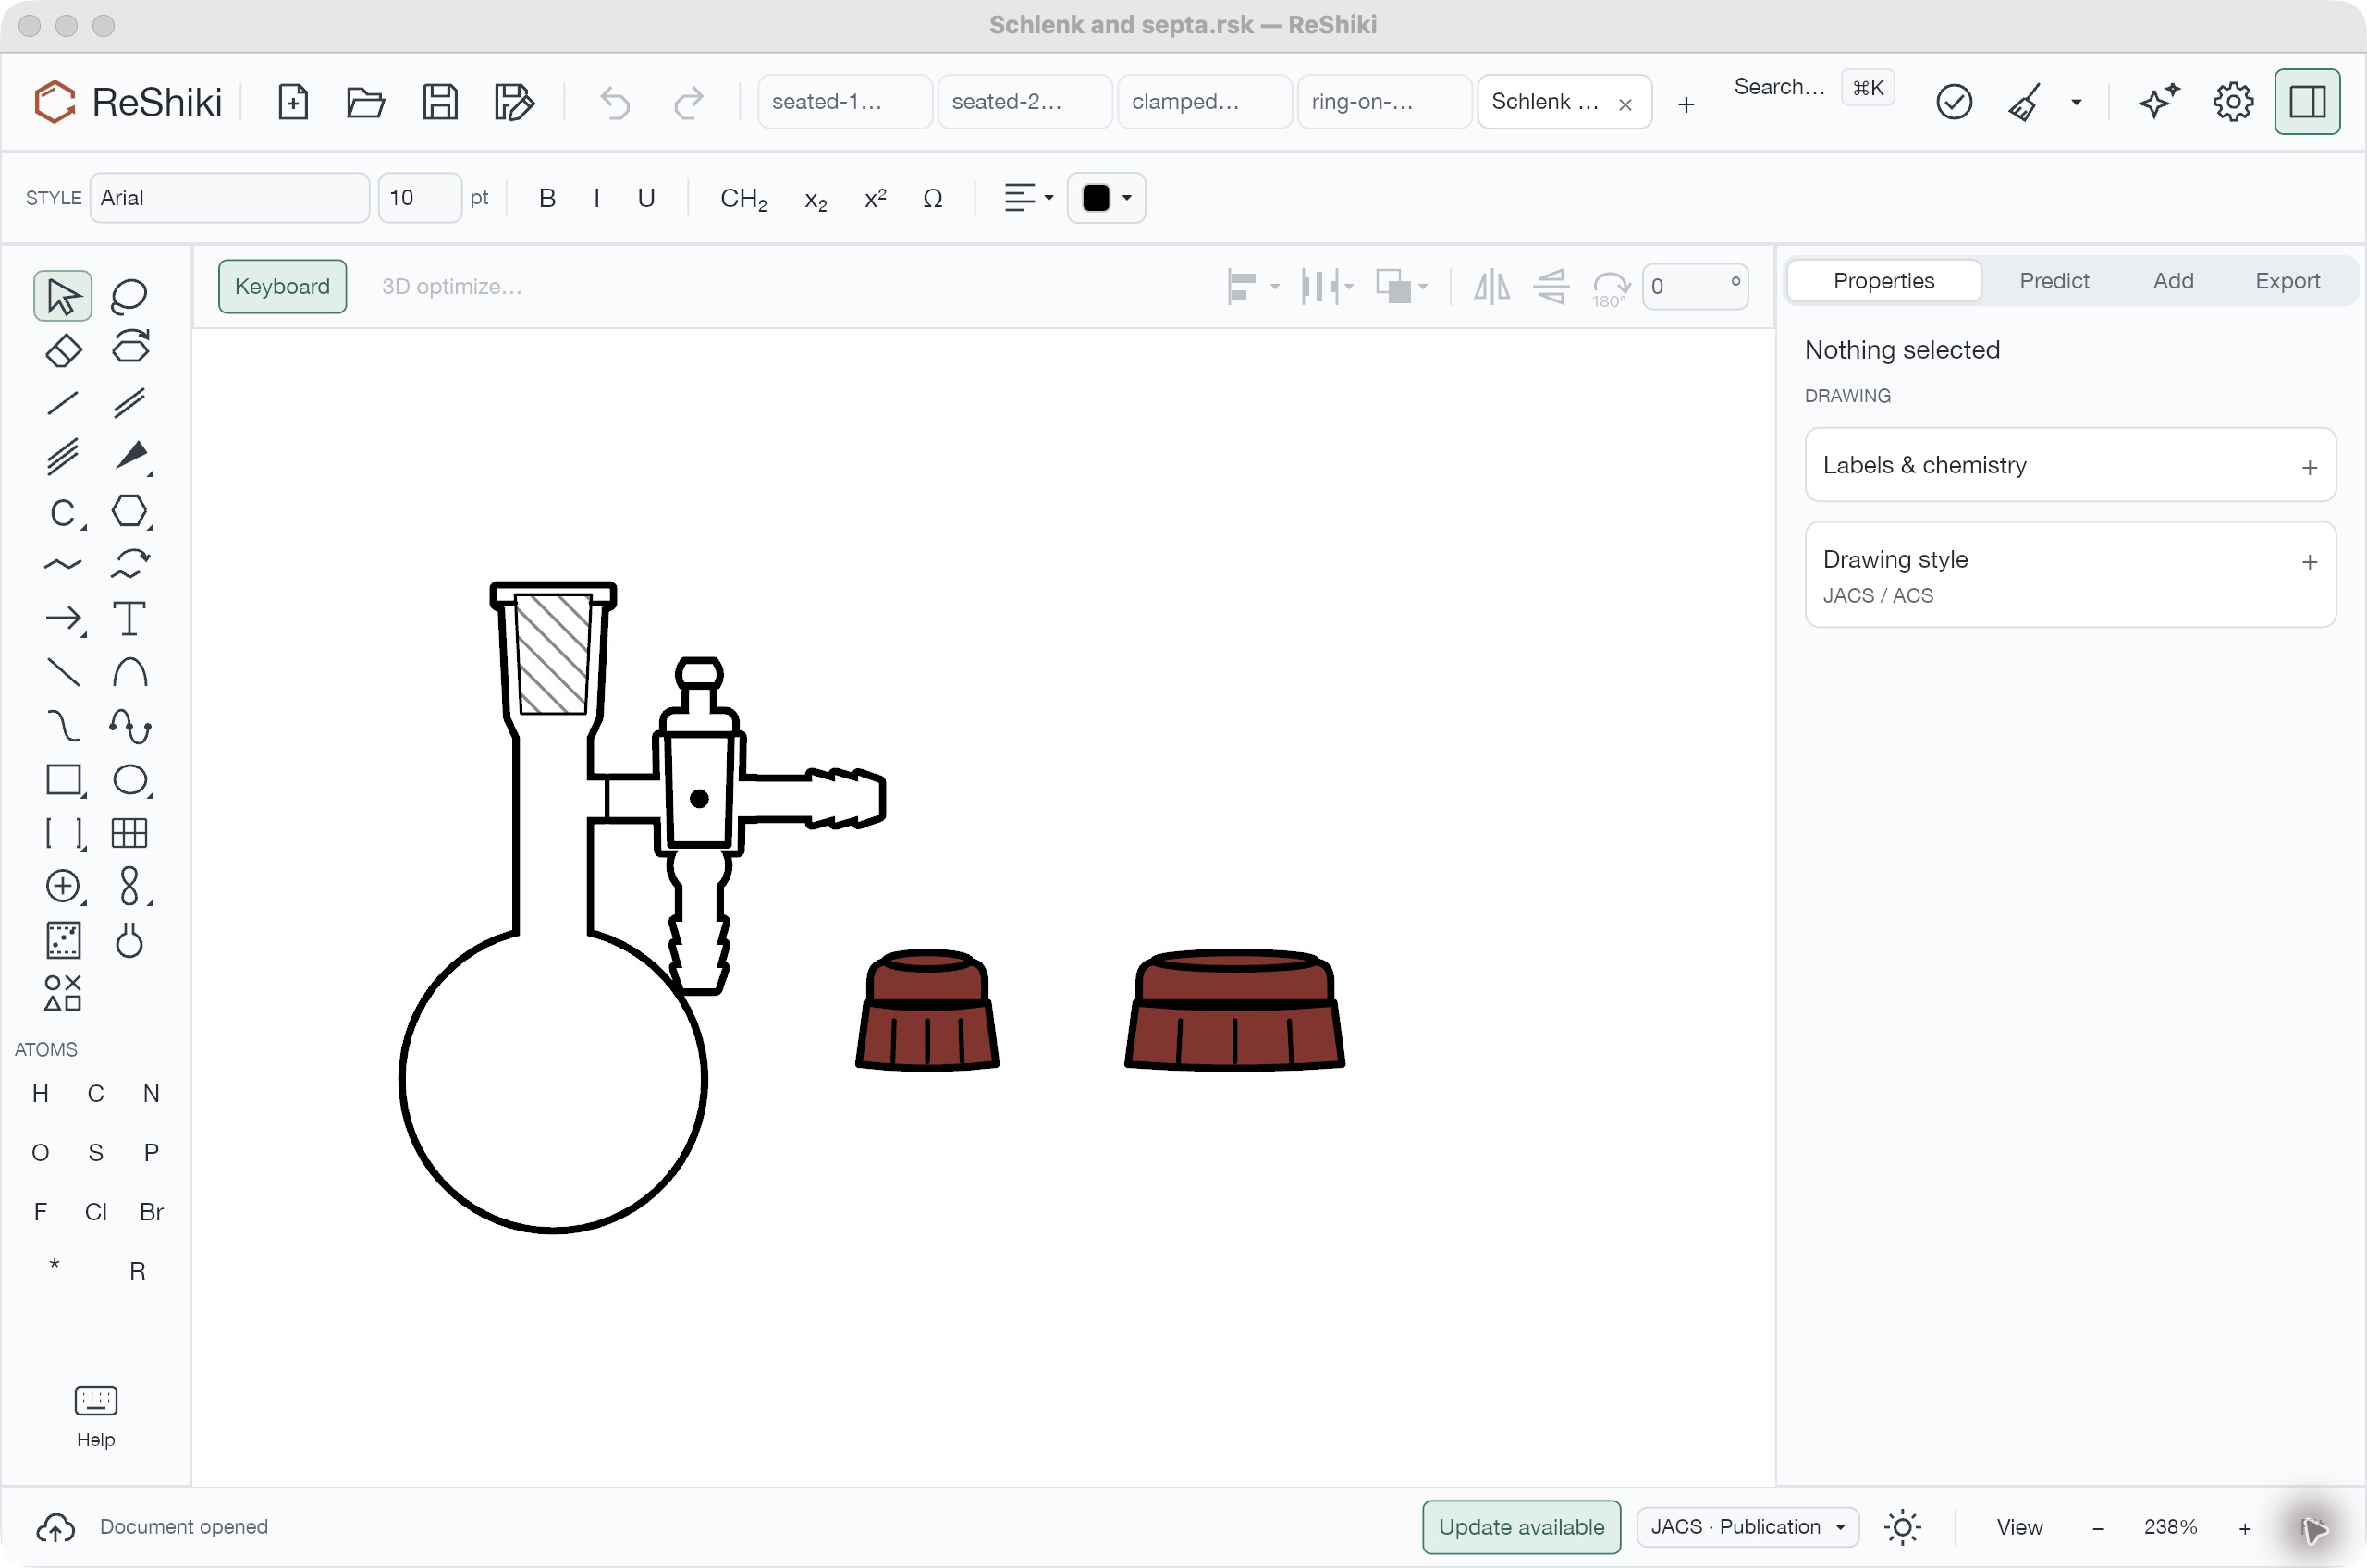 Schlenk and septa.rsk — ReShiki
ReShiki
seated-1...
seated-2...
clamped...
ring-on-...
Schlenk ...
Search...
⌘K
STYLE
Arial
10
pt
B
I
U
CH₂
x₂
x²
Ω
Keyboard
3D optimize...
180°
0
°
Properties
Predict
Add
Export
Nothing selected
DRAWING
Labels & chemistry
Drawing style
JACS / ACS
C
T
ATOMS
H C N
O S P
F Cl Br
* R
Help
Document opened
Update available
JACS · Publication
View
238%